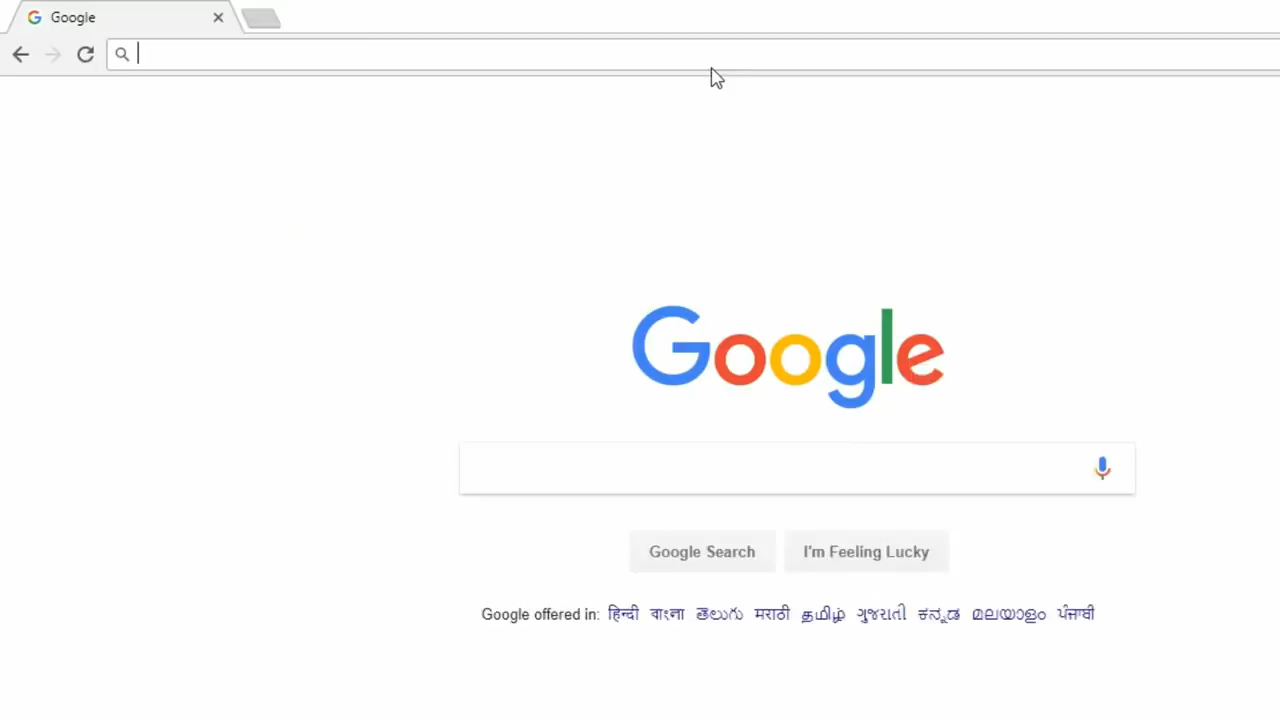 Google
Google
Google Search
I'm Feeling Lucky
Google offered in: हिन्दी বাংলা తెలుగు मराठी தமிழ் ગુજરાતી ಕನ್ನಡ മലയാളം ਪੰਜਾਬੀ